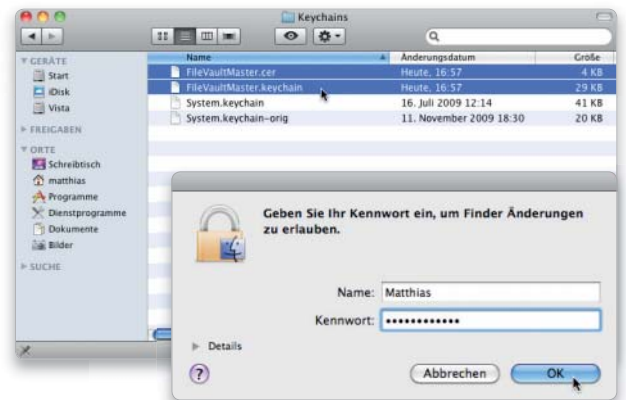 Keychains
Name Änderungsdatum Größe
FileVaultMaster.cer Heute, 16:57 4 KB
FileVaultMaster.keychain Heute, 16:57 29 KB
System.keychain 16. Juli 2009 12:14 41 KB
System.keychain-orig 11. November 2009 18:30 20 KB
GERÄTE
Start
iDisk
Vista
FREIGABEN
ORTE
Schreibtisch
matthias
Programme
Dienstprogramme
Dokumente
Bilder
SUCHE
Geben Sie Ihr Kennwort ein, um Finder Änderungen
zu erlauben.
Name: Matthias
Kennwort: ••••••••••••
Details
?
Abbrechen OK